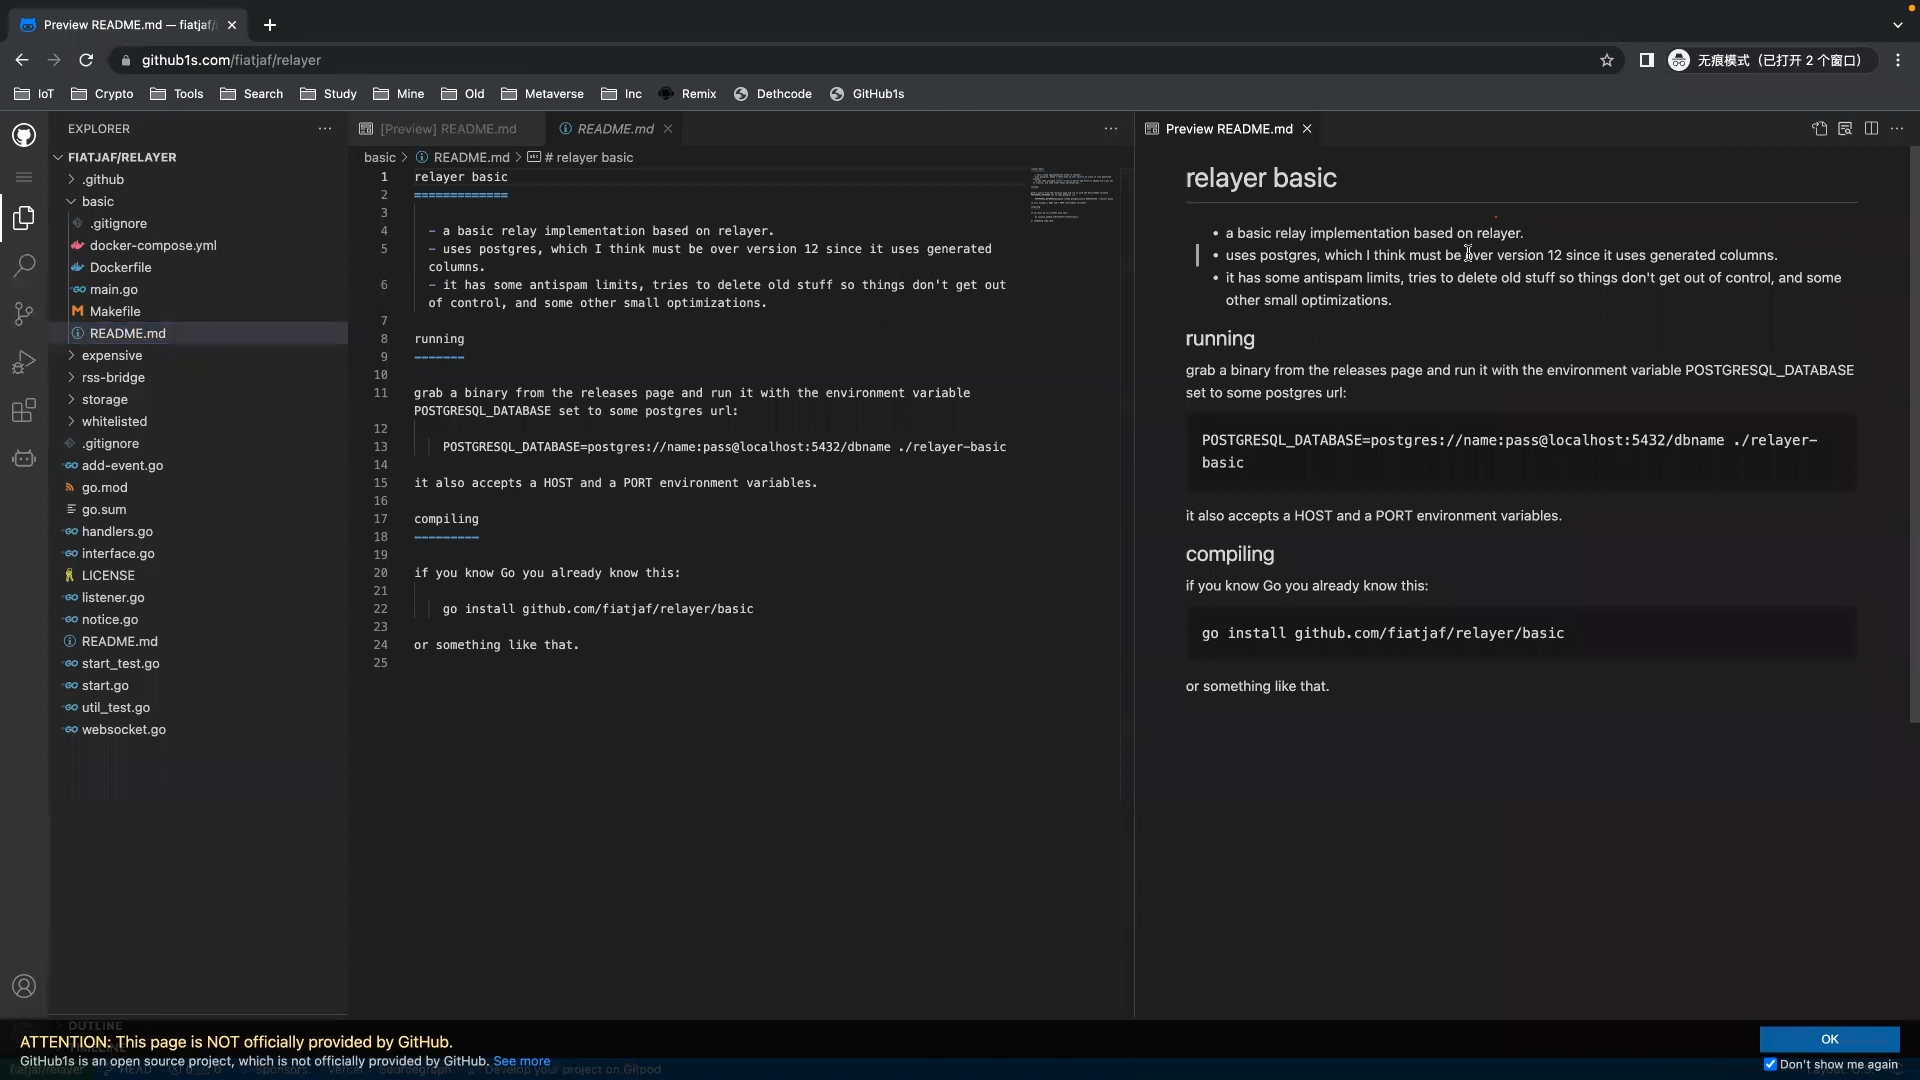 Preview README.md — fiatjaf/
github1s.com/fiatjaf/relayer
无痕模式（已打开 2 个窗口）
IoT Crypto Tools Search Study Mine Old Metaverse Inc Remix Dethcode GitHub1s
EXPLORER
FIATJAF/RELAYER
.github
basic
.gitignore
docker-compose.yml
Dockerfile
main.go
Makefile
README.md
expensive
rss-bridge
storage
whitelisted
.gitignore
add-event.go
go.mod
go.sum
handlers.go
interface.go
LICENSE
listener.go
notice.go
README.md
start_test.go
start.go
util_test.go
websocket.go
OUTLINE
[Preview] README.md README.md
basic > README.md > # relayer basic
1 relayer basic
2 =============
3
4 - a basic relay implementation based on relayer.
5 - uses postgres, which I think must be over version 12 since it uses generated
columns.
6 - it has some antispam limits, tries to delete old stuff so things don't get out
of control, and some other small optimizations.
7
8 running
9 -------
10
11 grab a binary from the releases page and run it with the environment variable
POSTGRESQL_DATABASE set to some postgres url:
12
13 POSTGRESQL_DATABASE=postgres://name:pass@localhost:5432/dbname ./relayer-basic
14
15 it also accepts a HOST and a PORT environment variables.
16
17 compiling
18 ---------
19
20 if you know Go you already know this:
21
22 go install github.com/fiatjaf/relayer/basic
23
24 or something like that.
25
Preview README.md
relayer basic
• a basic relay implementation based on relayer.
• uses postgres, which I think must be over version 12 since it uses generated columns.
• it has some antispam limits, tries to delete old stuff so things don't get out of control, and some
other small optimizations.
running
grab a binary from the releases page and run it with the environment variable POSTGRESQL_DATABASE
set to some postgres url:
POSTGRESQL_DATABASE=postgres://name:pass@localhost:5432/dbname ./relayer-
basic
it also accepts a HOST and a PORT environment variables.
compiling
if you know Go you already know this:
go install github.com/fiatjaf/relayer/basic
or something like that.
ATTENTION: This page is NOT officially provided by GitHub.
GitHub1s is an open source project, which is not officially provided by GitHub. See more
OK
Don't show me again